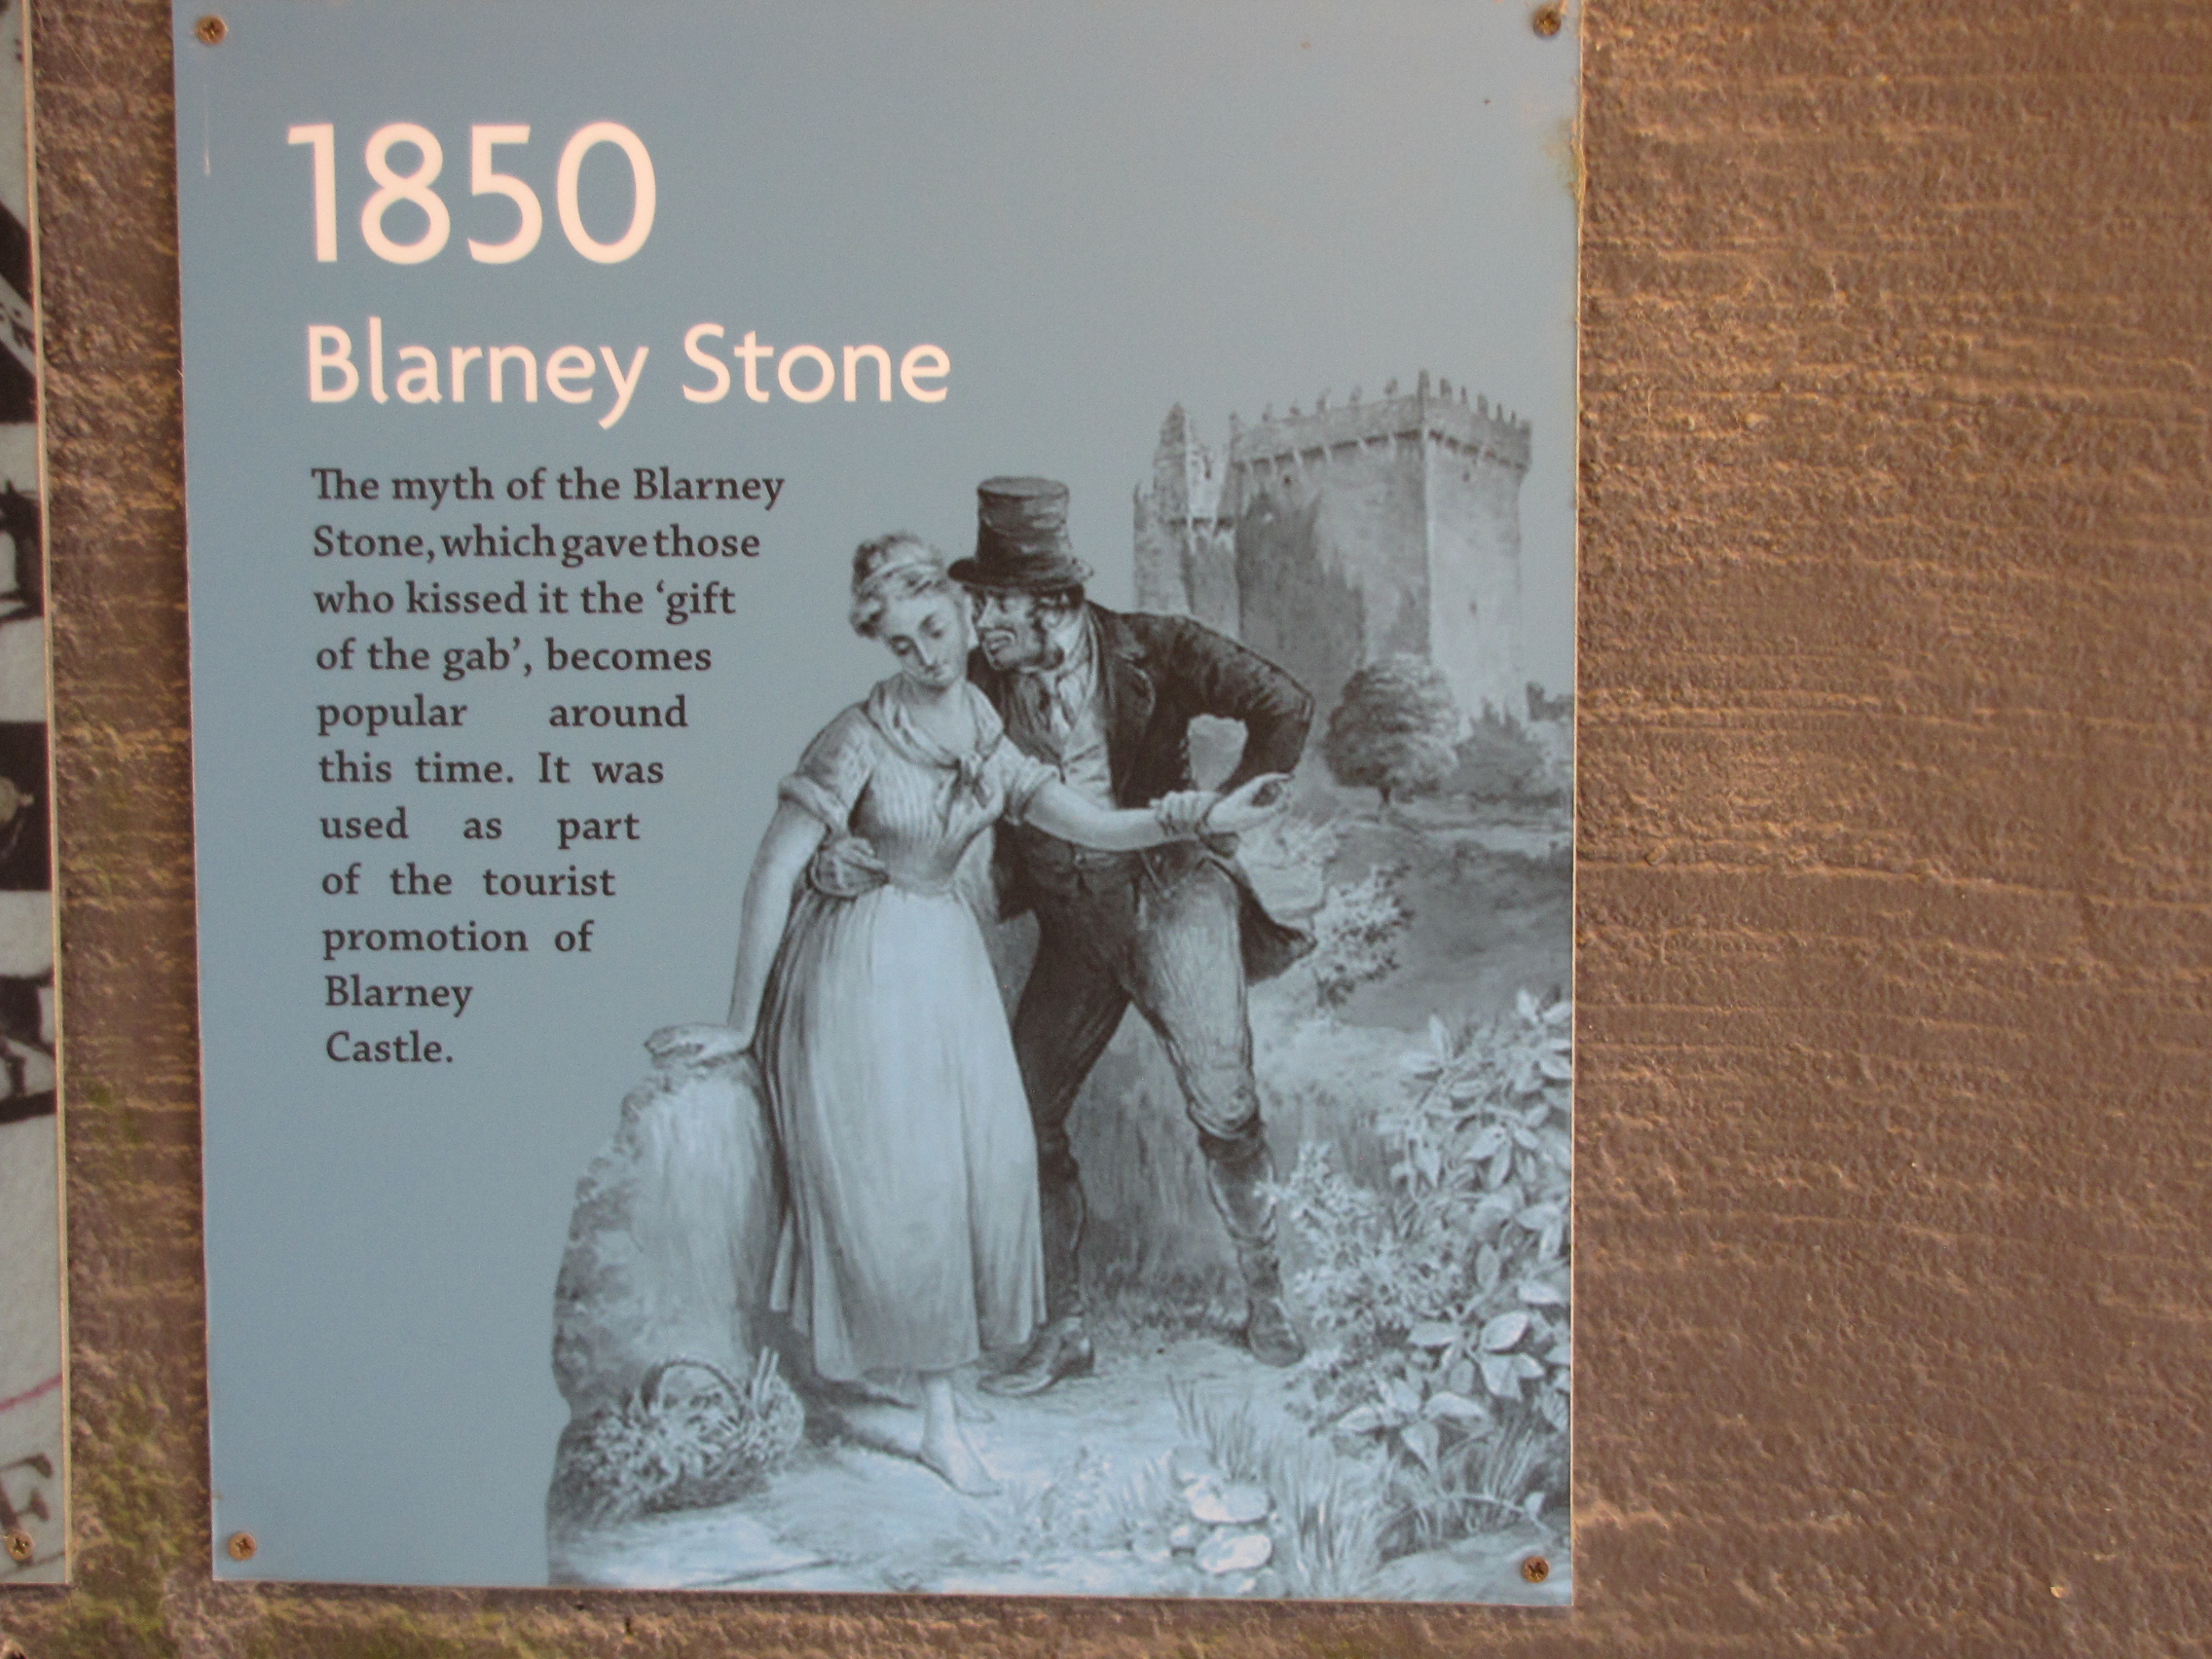 1850
Blarney Stone
The myth of the Blarney
Stone, which gave those
who kissed it the ‘gift
of the gab’, becomes
popular around
this time. It was
used as part
of the tourist
promotion of
Blarney
Castle.